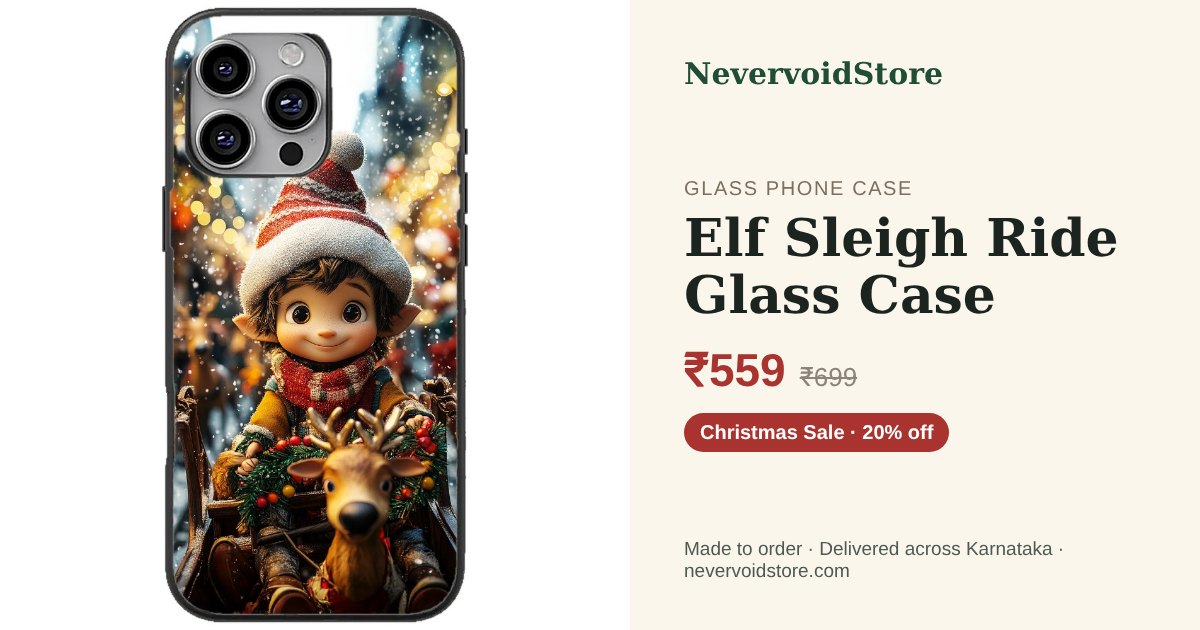 NevervoidStore
GLASS PHONE CASE
Elf Sleigh Ride
Glass Case
₹559 ₹699
Christmas Sale · 20% off
Made to order · Delivered across Karnataka ·
nevervoidstore.com